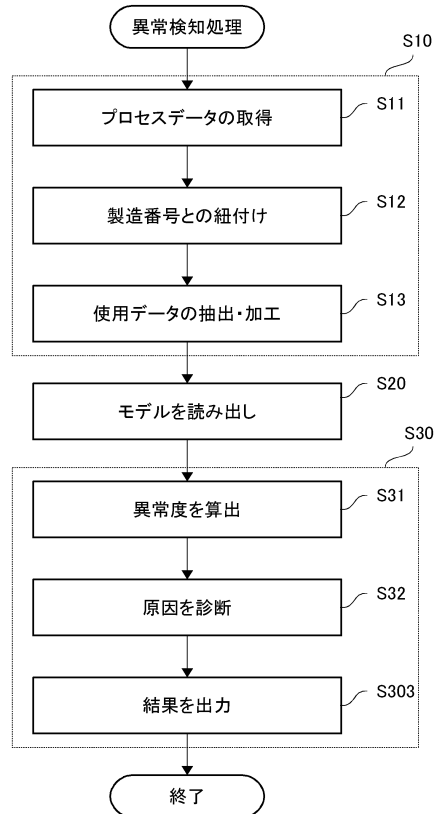 異常検知処理
S10
プロセスデータの取得
S11
製造番号との紐付け
S12
使用データの抽出・加工
S13
モデルを読み出し
S20
S30
異常度を算出
S31
原因を診断
S32
結果を出力
S303
終了